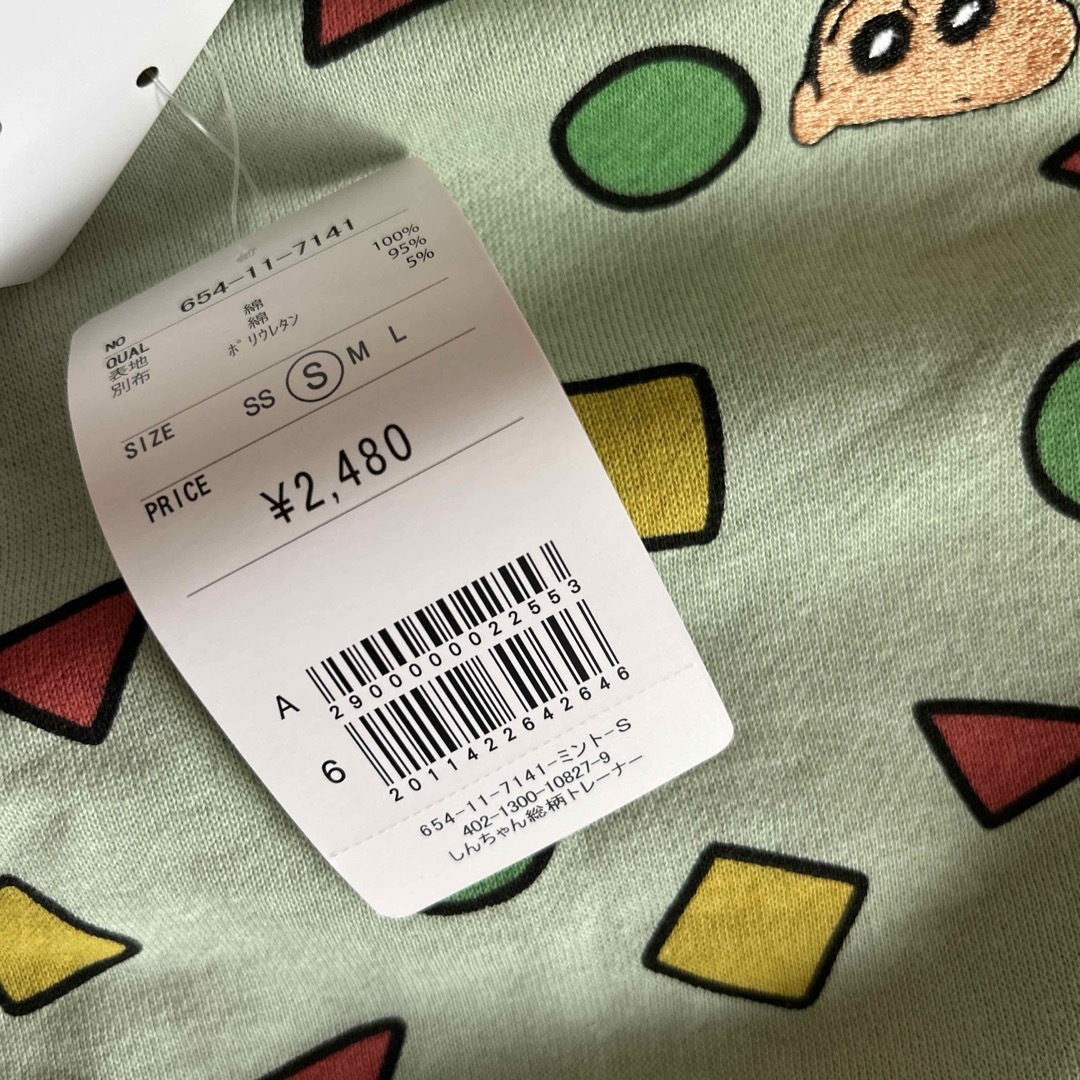 NO 654-11-7141
QUAL
表地 綿 100%
別布 綿 95%
ポリウレタン 5%
SIZE SS S M L
PRICE ¥2,480
A
2900000022553
6
2011422642646
654-11-7141-ミント-S
402-1300-10827-9
しんちゃん総柄トレーナー